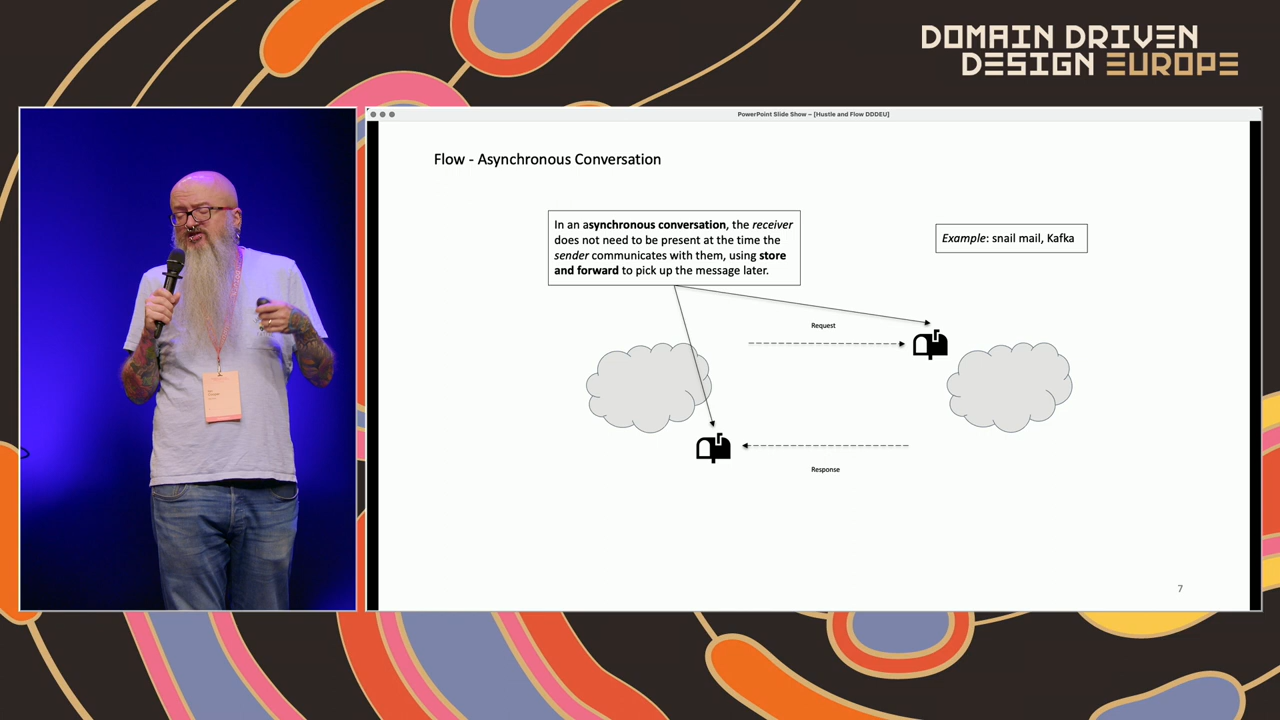 DOMAIN DRIVEN
DESIGN EUROPE
PowerPoint Slide Show – [Hustle and Flow DDDEU]
Flow - Asynchronous Conversation
In an asynchronous conversation, the receiver
does not need to be present at the time the
sender communicates with them, using store
and forward to pick up the message later.
Example: snail mail, Kafka
Request
Response
7